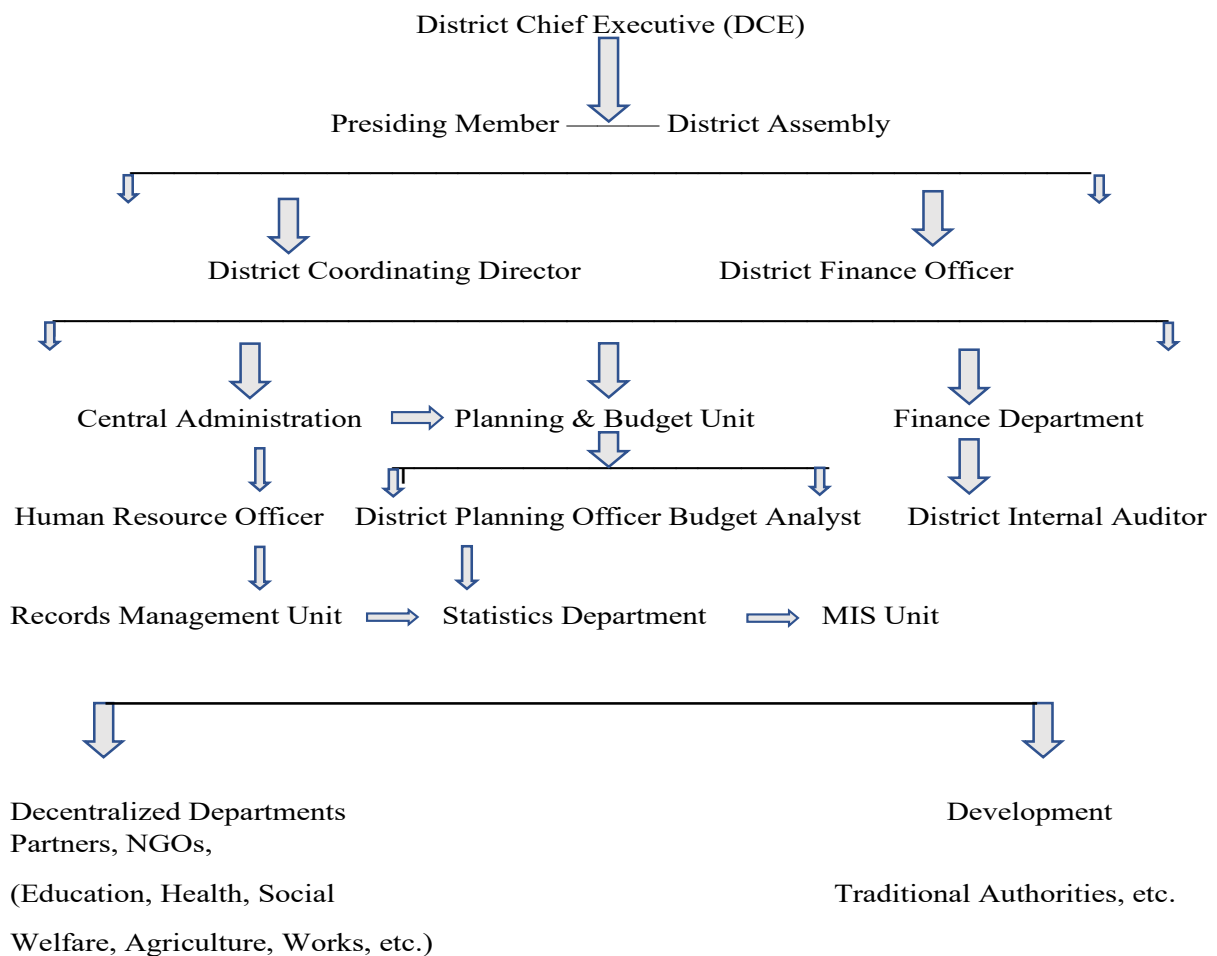 District Chief Executive (DCE)
Presiding Member ——— District Assembly
District Coordinating Director District Finance Officer
Central Administration Planning & Budget Unit Finance Department
Human Resource Officer District Planning Officer Budget Analyst District Internal Auditor
Records Management Unit Statistics Department MIS Unit
Decentralized Departments Development
Partners, NGOs,
(Education, Health, Social Traditional Authorities, etc.
Welfare, Agriculture, Works, etc.)